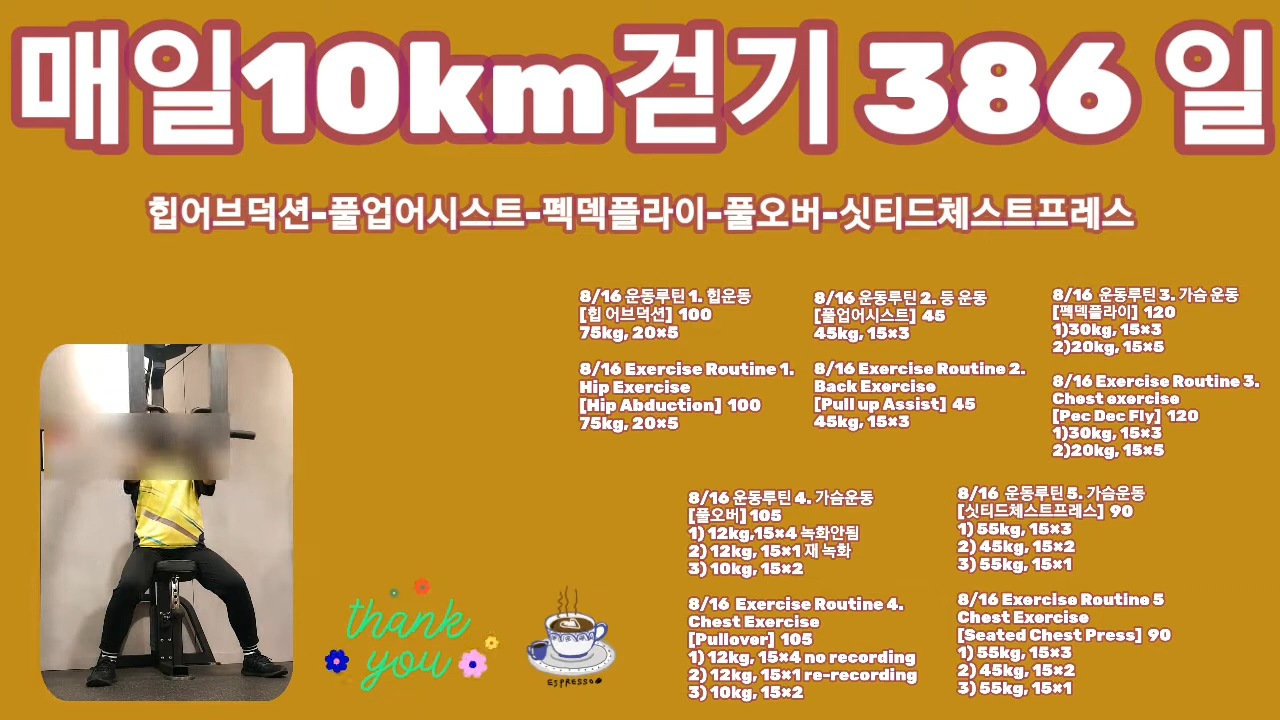 매일10km걷기 386 일
힙어브덕션-풀업어시스트-펙덱플라이-풀오버-싯티드체스트프레스
8/16 운동루틴 1. 힙운동
[힙 어브덕션] 100
75kg, 20×5
8/16 Exercise Routine 1.
Hip Exercise
[Hip Abduction] 100
75kg, 20×5
8/16 운동루틴 2. 등 운동
[풀업어시스트] 45
45kg, 15×3
8/16 Exercise Routine 2.
Back Exercise
[Pull up Assist] 45
45kg, 15×3
8/16 운동루틴 3. 가슴 운동
[펙덱플라이] 120
1)30kg, 15×3
2)20kg, 15×5
8/16 Exercise Routine 3.
Chest exercise
[Pec Dec Fly] 120
1)30kg, 15×3
2)20kg, 15×5
8/16 운동루틴 4. 가슴운동
[풀오버] 105
1) 12kg,15×4 녹화안됨
2) 12kg, 15×1 재 녹화
3) 10kg, 15×2
8/16 Exercise Routine 4.
Chest Exercise
[Pullover] 105
1) 12kg, 15×4 no recording
2) 12kg, 15×1 re-recording
3) 10kg, 15×2
8/16 운동루틴 5. 가슴운동
[싯티드체스트프레스] 90
1) 55kg, 15×3
2) 45kg, 15×2
3) 55kg, 15×1
8/16 Exercise Routine 5
Chest Exercise
[Seated Chest Press] 90
1) 55kg, 15×3
2) 45kg, 15×2
3) 55kg, 15×1
thank
you
ESPRESSO